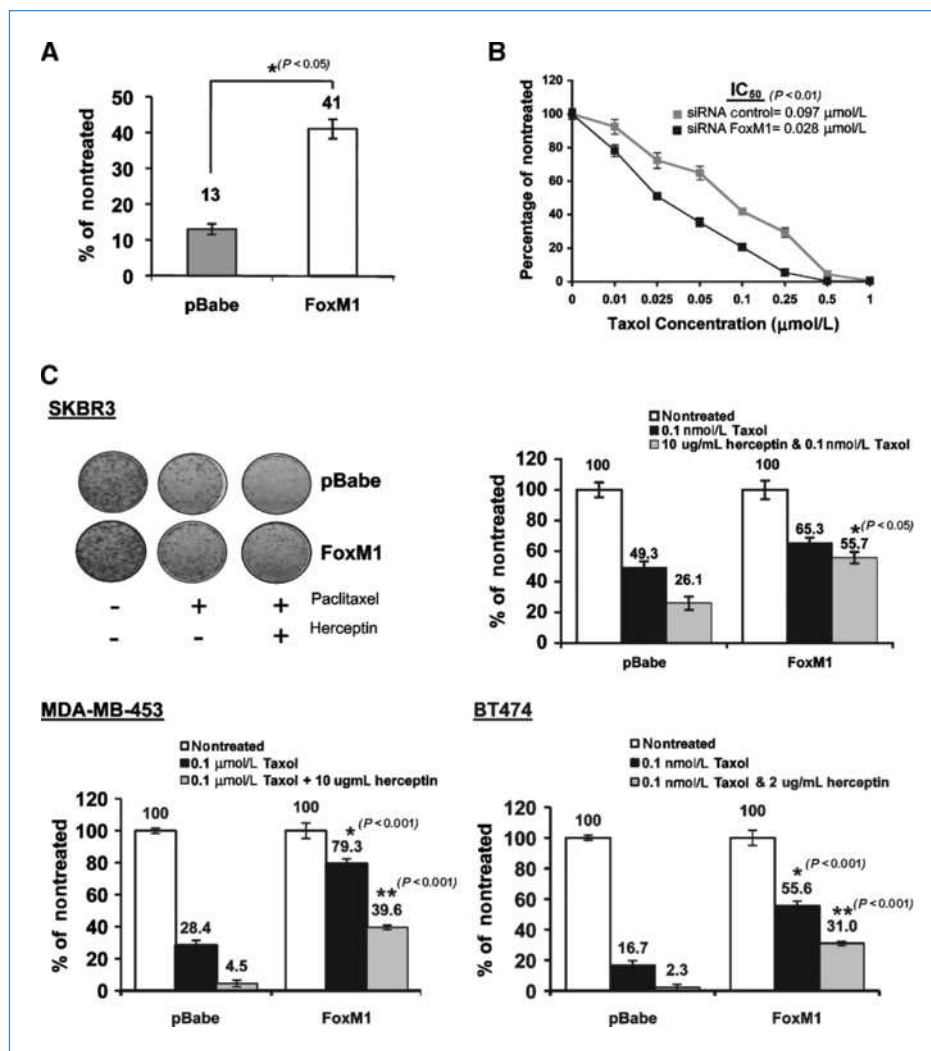 A
*(P < 0.05)
50
40
30
20
10
0
% of nontreated
13
41
pBabe
FoxM1
B
IC50 (P < 0.01)
siRNA control= 0.097 μmol/L
siRNA FoxM1= 0.028 μmol/L
120
100
80
60
40
20
0
Percentage of nontreated
0 0.01 0.025 0.05 0.1 0.25 0.5 1
Taxol Concentration (μmol/L)
C
SKBR3
pBabe
FoxM1
- + + Paclitaxel
- - + Herceptin
Nontreated
0.1 nmol/L Taxol
10 ug/mL herceptin & 0.1nmol/L Taxol
120
100
80
60
40
20
0
% of nontreated
100
49.3
26.1
100
65.3
*(P < 0.05)
55.7
pBabe
FoxM1
MDA-MB-453
Nontreated
0.1 μmol/L Taxol
0.1 μmol/L Taxol + 10 ugmL herceptin
120
100
80
60
40
20
0
% of nontreated
100
28.4
4.5
100
*(P < 0.001)
79.3
**(P < 0.001)
39.6
pBabe
FoxM1
BT474
Nontreated
0.1 nmol/L Taxol
0.1 nmol/L Taxol & 2 ug/mL herceptin
120
100
80
60
40
20
0
% of nontreated
100
16.7
2.3
100
*(P < 0.001)
55.6
**(P < 0.001)
31.0
pBabe
FoxM1